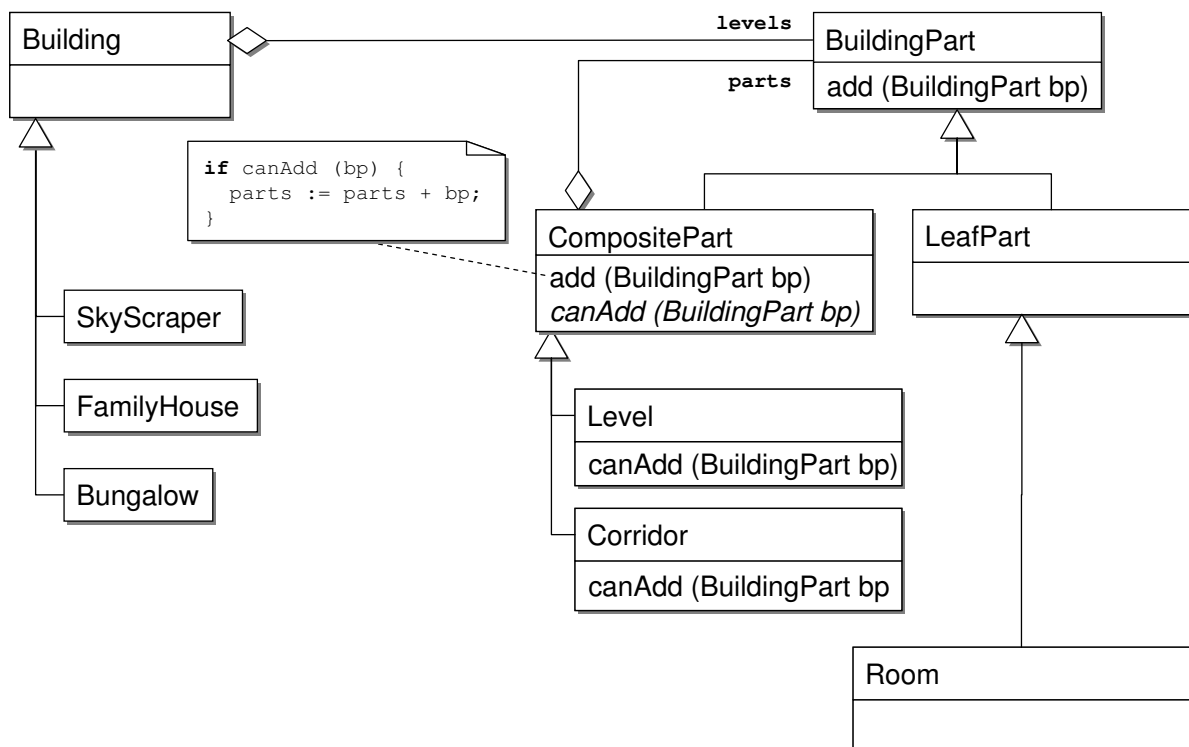 Building
levels
BuildingPart
parts
add (BuildingPart bp)
if canAdd (bp) {
parts := parts + bp;
}
CompositePart
add (BuildingPart bp)
canAdd (BuildingPart bp)
LeafPart
SkyScraper
FamilyHouse
Bungalow
Level
canAdd (BuildingPart bp)
Corridor
canAdd (BuildingPart bp
Room